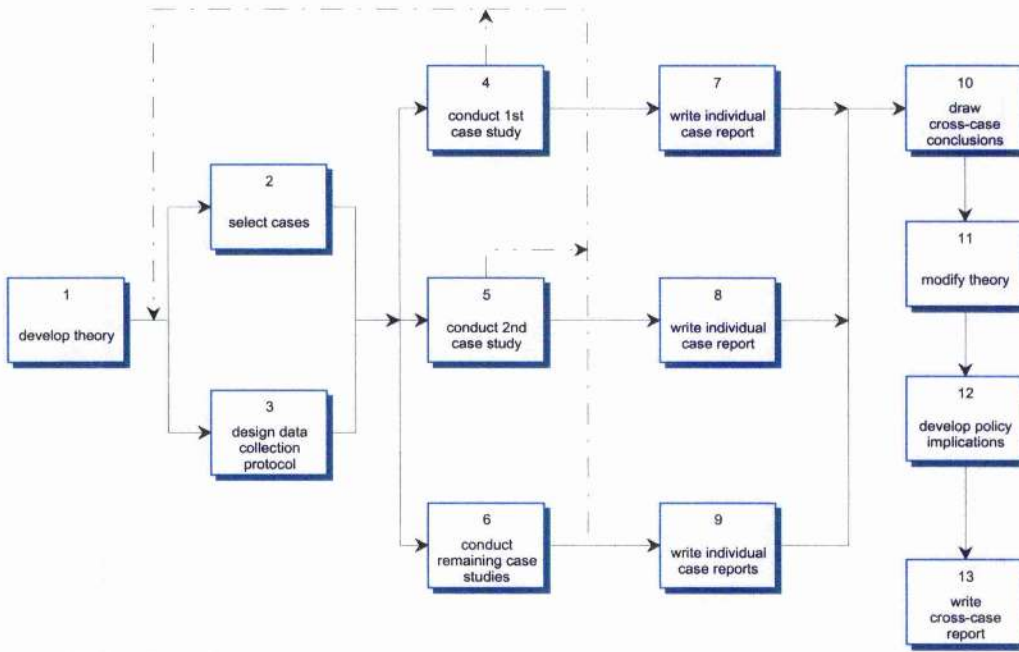 1
develop theory
2
select cases
3
design data
collection
protocol
4
conduct 1st
case study
5
conduct 2nd
case study
6
conduct
remaining case
studies
7
write individual
case report
8
write individual
case report
9
write individual
case reports
10
draw
cross-case
conclusions
11
modify theory
12
develop policy
implications
13
write
cross-case
report